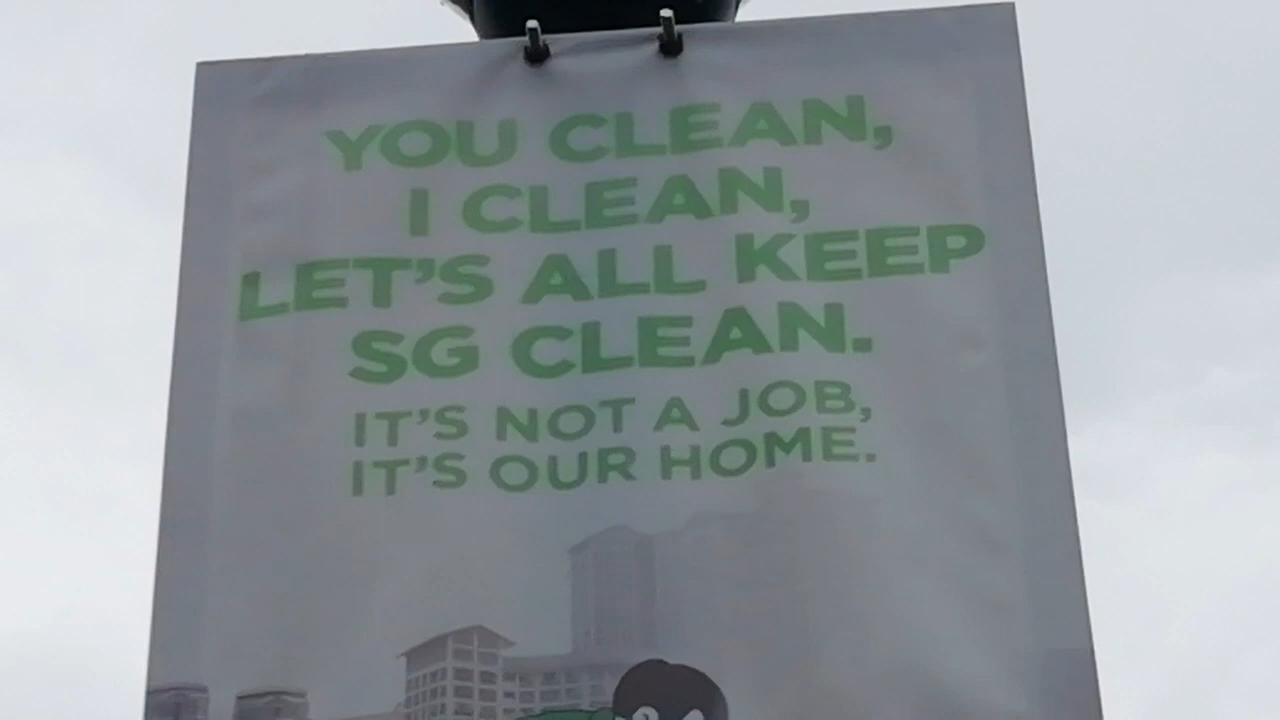 YOU CLEAN,
I CLEAN,
LET'S ALL KEEP
SG CLEAN.
IT'S NOT A JOB,
IT'S OUR HOME.